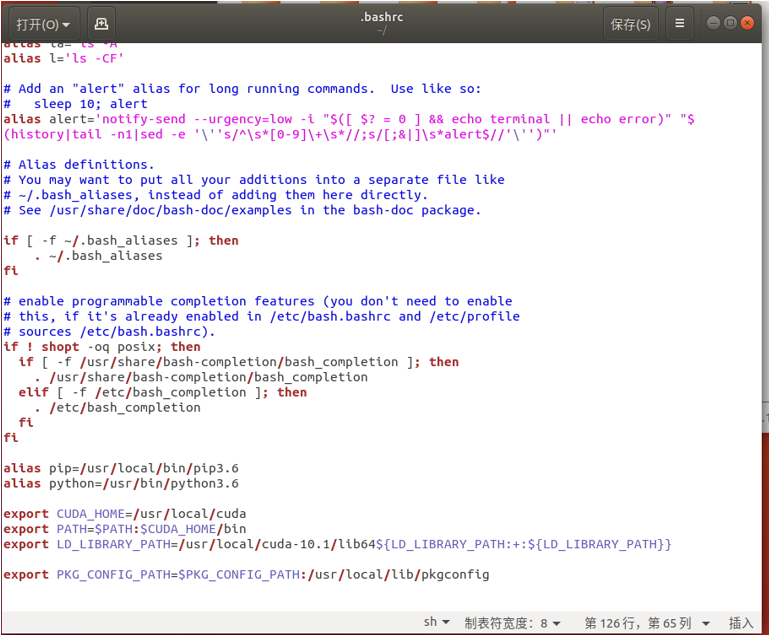 打开(O)
.bashrc
~/
保存(S)
alias la='ls -A'
alias l='ls -CF'
# Add an "alert" alias for long running commands.  Use like so:
#   sleep 10; alert
alias alert='notify-send --urgency=low -i "$([ $? = 0 ] && echo terminal || echo error)" "$
(history|tail -n1|sed -e '\''s/^\s*[0-9]\+\s*//;s/[;&|]\s*alert$//'\'')"'
# Alias definitions.
# You may want to put all your additions into a separate file like
# ~/.bash_aliases, instead of adding them here directly.
# See /usr/share/doc/bash-doc/examples in the bash-doc package.
if [ -f ~/.bash_aliases ]; then
    . ~/.bash_aliases
fi
# enable programmable completion features (you don't need to enable
# this, if it's already enabled in /etc/bash.bashrc and /etc/profile
# sources /etc/bash.bashrc).
if ! shopt -oq posix; then
  if [ -f /usr/share/bash-completion/bash_completion ]; then
    . /usr/share/bash-completion/bash_completion
  elif [ -f /etc/bash_completion ]; then
    . /etc/bash_completion
  fi
fi
alias pip=/usr/local/bin/pip3.6
alias python=/usr/bin/python3.6
export CUDA_HOME=/usr/local/cuda
export PATH=$PATH:$CUDA_HOME/bin
export LD_LIBRARY_PATH=/usr/local/cuda-10.1/lib64${LD_LIBRARY_PATH:+:${LD_LIBRARY_PATH}}
export PKG_CONFIG_PATH=$PKG_CONFIG_PATH:/usr/local/lib/pkgconfig
sh 制表符宽度：8 第 126 行，第 65 列 插入